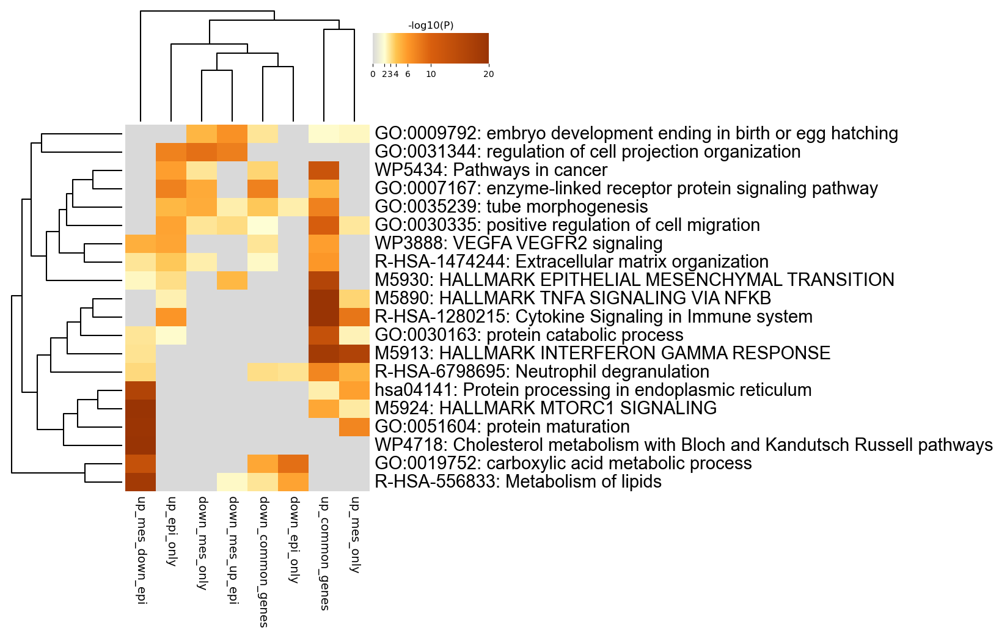 -log10(P)
0 2 3 4 6 10 20
GO:0009792: embryo development ending in birth or egg hatching
GO:0031344: regulation of cell projection organization
WP5434: Pathways in cancer
GO:0007167: enzyme-linked receptor protein signaling pathway
GO:0035239: tube morphogenesis
GO:0030335: positive regulation of cell migration
WP3888: VEGFA VEGFR2 signaling
R-HSA-1474244: Extracellular matrix organization
M5930: HALLMARK EPITHELIAL MESENCHYMAL TRANSITION
M5890: HALLMARK TNFA SIGNALING VIA NFKB
R-HSA-1280215: Cytokine Signaling in Immune system
GO:0030163: protein catabolic process
M5913: HALLMARK INTERFERON GAMMA RESPONSE
R-HSA-6798695: Neutrophil degranulation
hsa04141: Protein processing in endoplasmic reticulum
M5924: HALLMARK MTORC1 SIGNALING
GO:0051604: protein maturation
WP4718: Cholesterol metabolism with Bloch and Kandutsch Russell pathways
GO:0019752: carboxylic acid metabolic process
R-HSA-556833: Metabolism of lipids
up_mes_down_epi
up_epi_only
down_mes_only
down_mes_up_epi
down_common_genes
down_epi_only
up_common_genes
up_mes_only